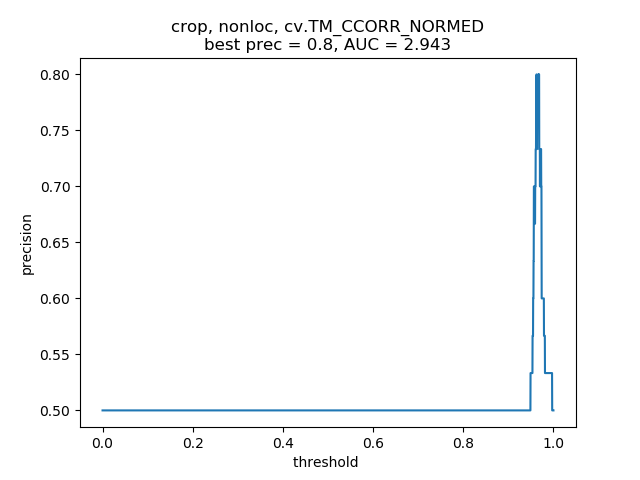 crop, nonloc, cv.TM_CCORR_NORMED
best prec = 0.8, AUC = 2.943
0.80
0.75
0.70
0.65
0.60
0.55
0.50
precision
0.0 0.2 0.4 0.6 0.8 1.0
threshold